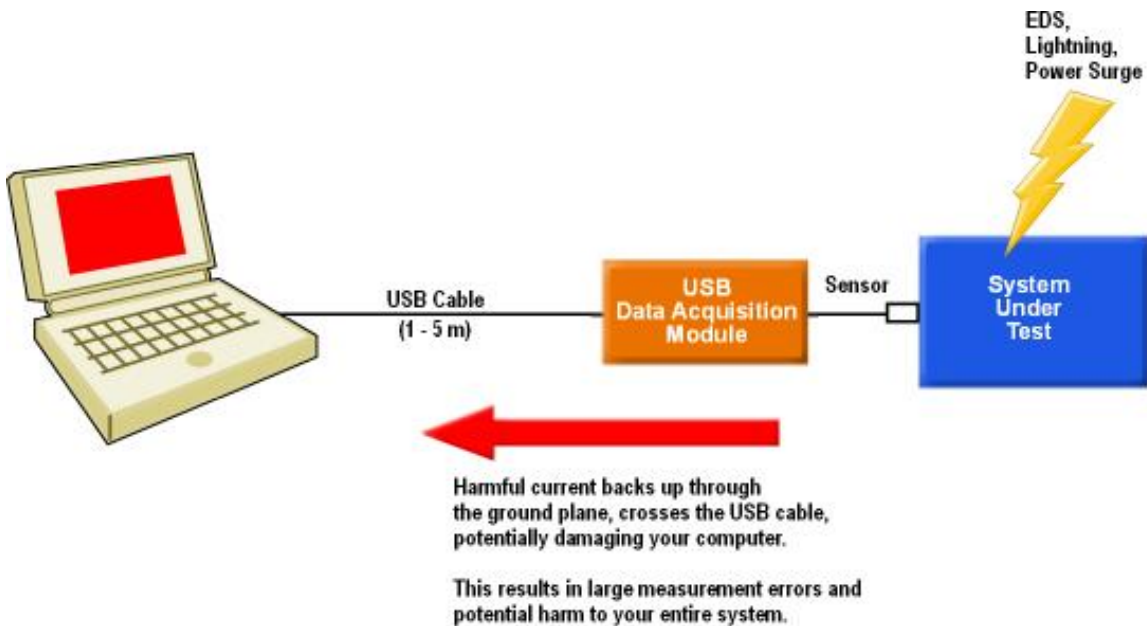 EDS,
Lightning,
Power Surge
USB Cable
(1 - 5 m)
USB
Data Acquisition
Module
Sensor
System
Under
Test
Harmful current backs up through
the ground plane, crosses the USB cable,
potentially damaging your computer.
This results in large measurement errors and
potential harm to your entire system.